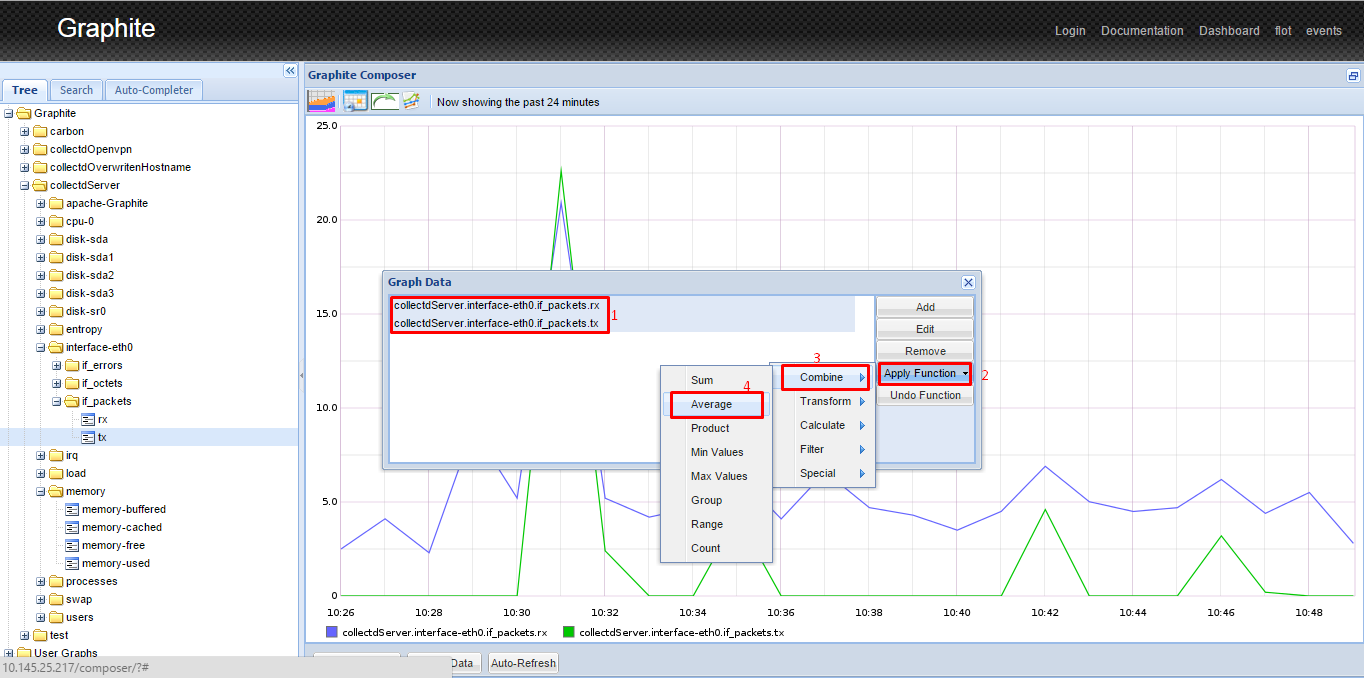 Graphite
Login Documentation Dashboard flot events
Tree Search Auto-Completer
Graphite
carbon
collectdOpenvpn
collectdOverwritenHostname
collectdServer
apache-Graphite
cpu-0
disk-sda
disk-sda1
disk-sda2
disk-sda3
disk-sr0
entropy
interface-eth0
if_errors
if_octets
if_packets
rx
tx
irq
load
memory
memory-buffered
memory-cached
memory-free
memory-used
processes
swap
users
test
User Graphs
10.145.25.217/composer/?#
Graphite Composer
Now showing the past 24 minutes
25.0
20.0
15.0
10.0
5.0
0
10:26 10:28 10:30 10:32 10:34 10:36 10:38 10:40 10:42 10:44 10:46 10:48
collectdServer.interface-eth0.if_packets.rx collectdServer.interface-eth0.if_packets.tx
Graph Data
collectdServer.interface-eth0.if_packets.rx
collectdServer.interface-eth0.if_packets.tx
1
Add
Edit
Remove
Apply Function
2
Undo Function
3
Combine
Transform
Calculate
Filter
Special
Sum
4
Average
Product
Min Values
Max Values
Group
Range
Count
Data Auto-Refresh